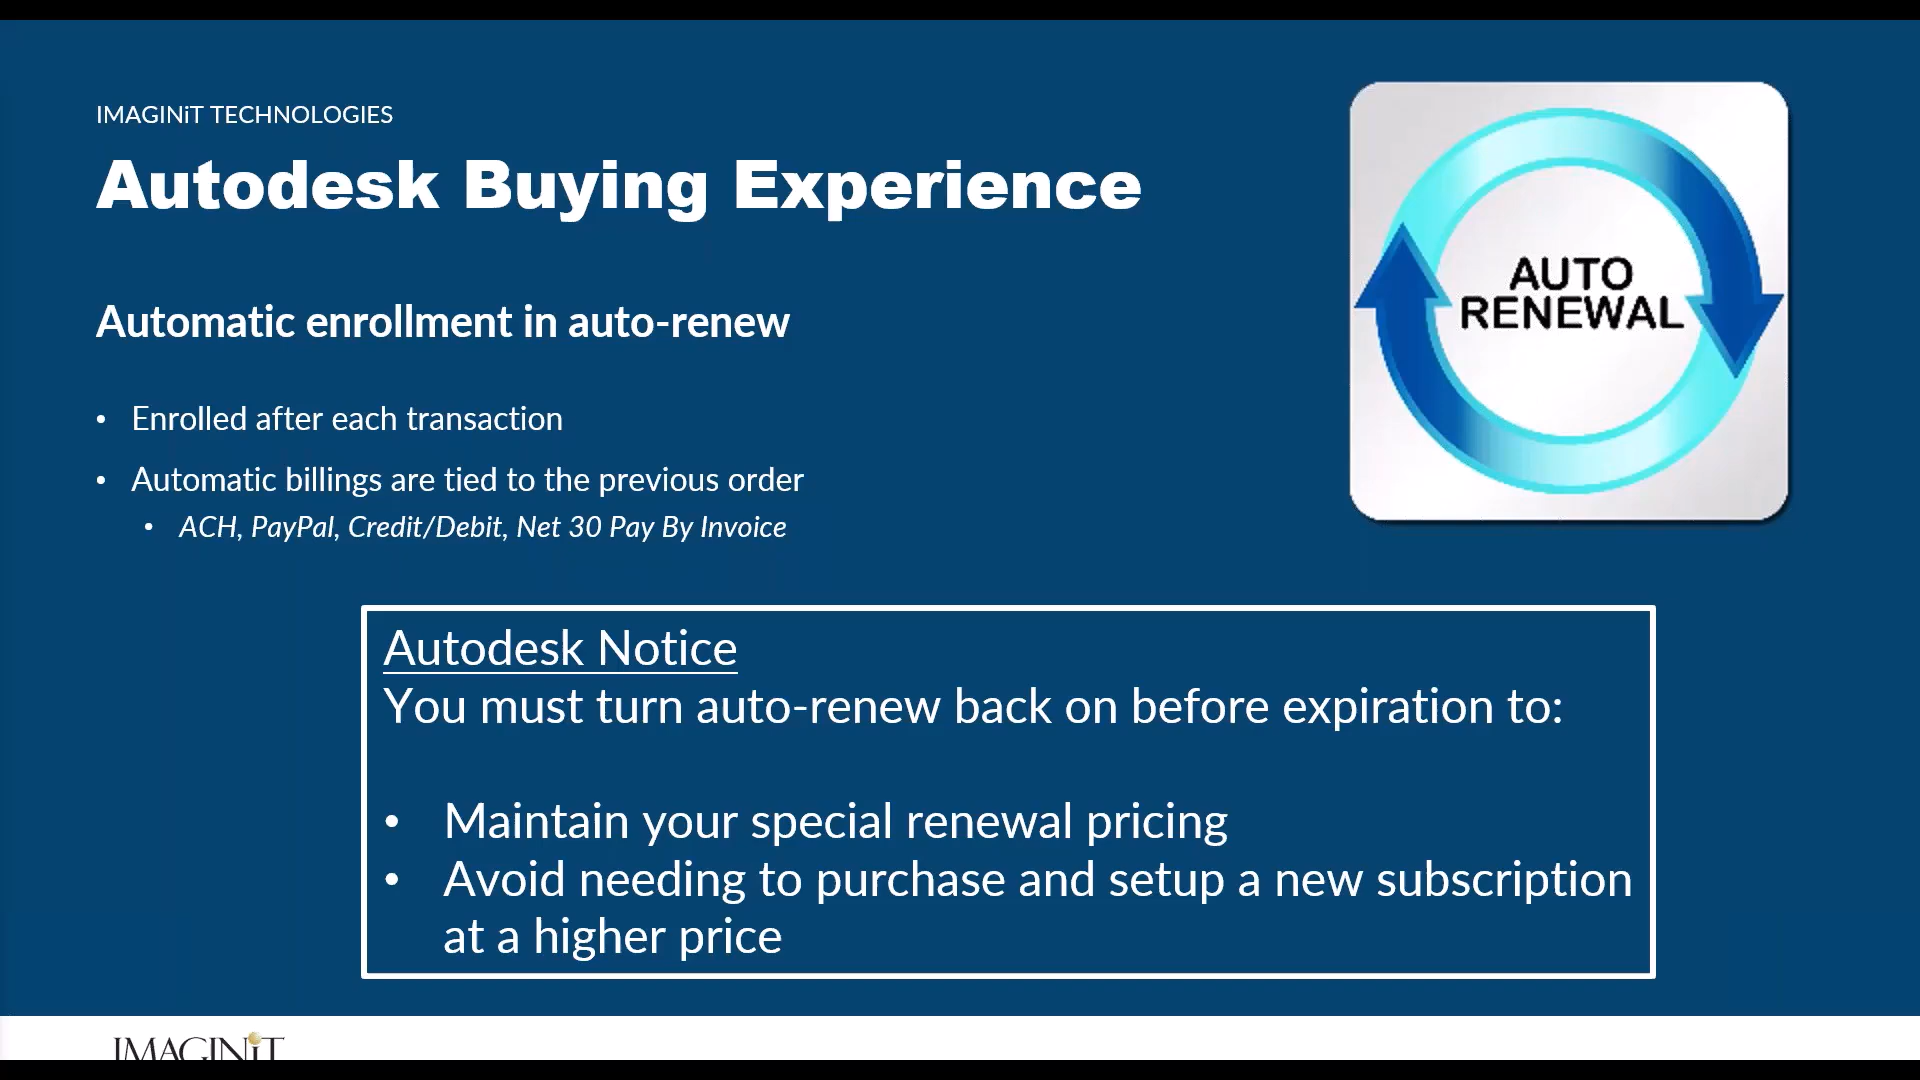 IMAGINiT TECHNOLOGIES
Autodesk Buying Experience
AUTO
RENEWAL
Automatic enrollment in auto-renew
• Enrolled after each transaction
• Automatic billings are tied to the previous order
• ACH, PayPal, Credit/Debit, Net 30 Pay By Invoice
Autodesk Notice
You must turn auto-renew back on before expiration to:
• Maintain your special renewal pricing
• Avoid needing to purchase and setup a new subscription
at a higher price
IMAGINiT